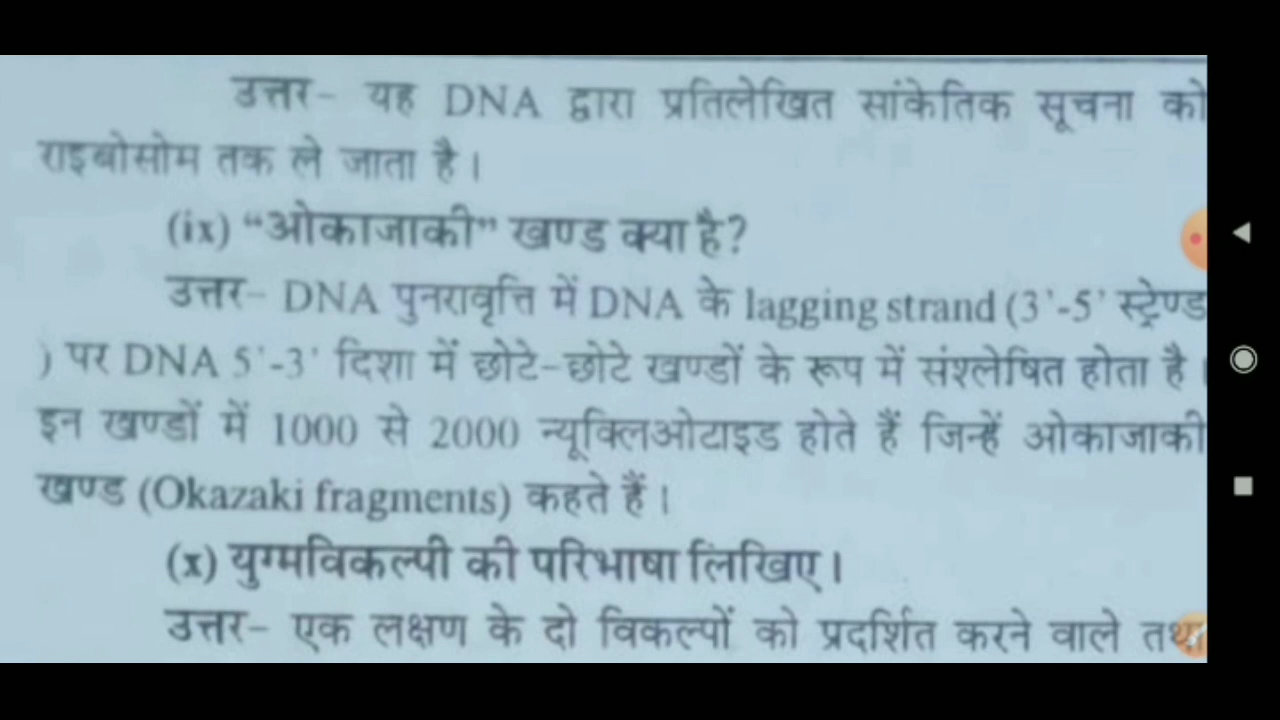 उत्तर- यह DNA द्वारा प्रतिलेखित सांकेतिक सूचना को
राइबोसोम तक ले जाता है।
(ix) “ओकाजाकी” खण्ड क्या है?
उत्तर- DNA पुनरावृत्ति में DNA के lagging strand (3'-5' स्ट्रेण्ड
) पर DNA 5'-3' दिशा में छोटे-छोटे खण्डों के रूप में संश्लेषित होता है।
इन खण्डों में 1000 से 2000 न्यूक्लिओटाइड होते हैं जिन्हें ओकाजाकी
खण्ड (Okazaki fragments) कहते हैं।
(x) युग्मविकल्पी की परिभाषा लिखिए।
उत्तर- एक लक्षण के दो विकल्पों को प्रदर्शित करने वाले तथा